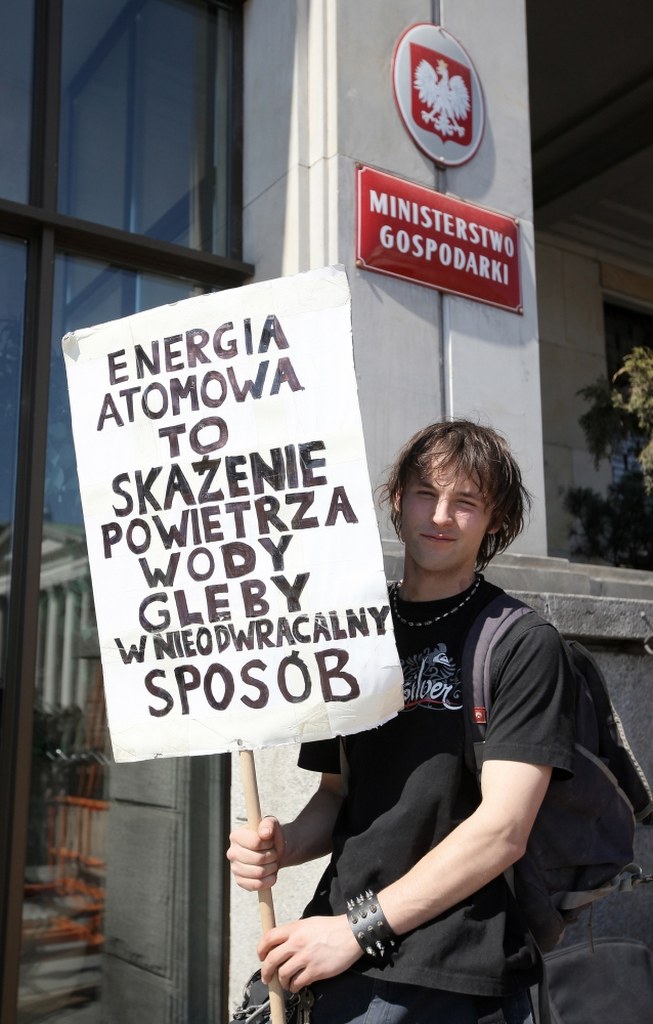 MINISTERSTWO
GOSPODARKI
ENERGIA
ATOMOWA
TO
SKAŻENIE
POWIETRZA
WODY
GLEBY
W NIEODWRACALNY
SPOSÓB